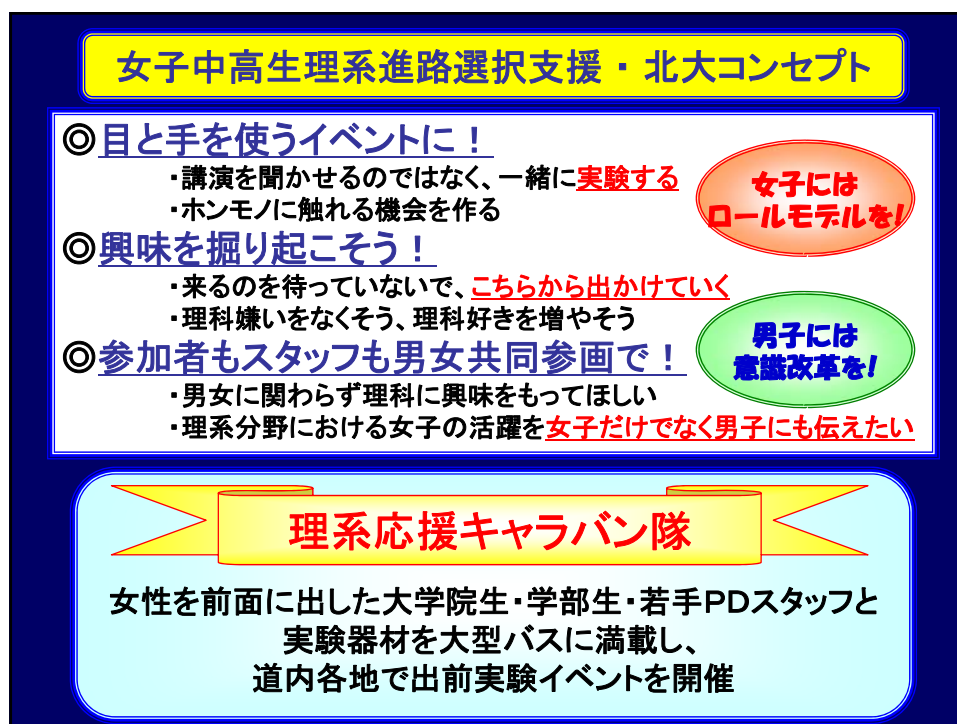 女子中高生理系進路選択支援・北大コンセプト
◎目と手を使うイベントに！
・講演を聞かせるのではなく、一緒に実験する
・ホンモノに触れる機会を作る
◎興味を掘り起こそう！
・来るのを待っていないで、こちらから出かけていく
・理科嫌いをなくそう、理科好きを増やそう
◎参加者もスタッフも男女共同参画で！
・男女に関わらず理科に興味をもってほしい
・理系分野における女子の活躍を女子だけでなく男子にも伝えたい
女子には
ロールモデルを!
男子には
意識改革を!
理系応援キャラバン隊
女性を前面に出した大学院生・学部生・若手PDスタッフと
実験器材を大型バスに満載し、
道内各地で出前実験イベントを開催